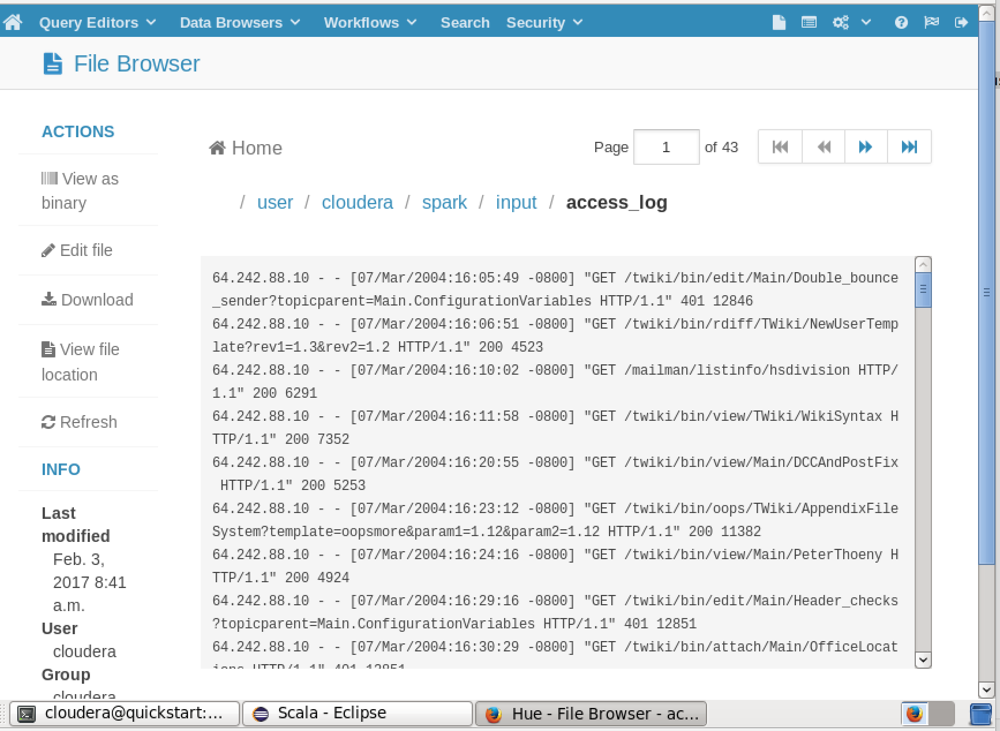 Query Editors Data Browsers Workflows Search Security
File Browser
ACTIONS
View as
binary
Edit file
Download
View file
location
Refresh
INFO
Last
modified
Feb. 3,
2017 8:41
a.m.
User
cloudera
Group
cloudera
Home
Page 1 of 43
/ user / cloudera / spark / input / access_log
64.242.88.10 - - [07/Mar/2004:16:05:49 -0800] "GET /twiki/bin/edit/Main/Double_bounce
_sender?topicparent=Main.ConfigurationVariables HTTP/1.1" 401 12846
64.242.88.10 - - [07/Mar/2004:16:06:51 -0800] "GET /twiki/bin/rdiff/TWiki/NewUserTemp
late?rev1=1.3&rev2=1.2 HTTP/1.1" 200 4523
64.242.88.10 - - [07/Mar/2004:16:10:02 -0800] "GET /mailman/listinfo/hsdivision HTTP/
1.1" 200 6291
64.242.88.10 - - [07/Mar/2004:16:11:58 -0800] "GET /twiki/bin/view/TWiki/WikiSyntax H
TTP/1.1" 200 7352
64.242.88.10 - - [07/Mar/2004:16:20:55 -0800] "GET /twiki/bin/view/Main/DCCAndPostFix
HTTP/1.1" 200 5253
64.242.88.10 - - [07/Mar/2004:16:23:12 -0800] "GET /twiki/bin/oops/TWiki/AppendixFile
System?template=oopsmore&param1=1.12&param2=1.12 HTTP/1.1" 200 11382
64.242.88.10 - - [07/Mar/2004:16:24:16 -0800] "GET /twiki/bin/view/Main/PeterThoeny H
TTP/1.1" 200 4924
64.242.88.10 - - [07/Mar/2004:16:29:16 -0800] "GET /twiki/bin/edit/Main/Header_checks
?topicparent=Main.ConfigurationVariables HTTP/1.1" 401 12851
64.242.88.10 - - [07/Mar/2004:16:30:29 -0800] "GET /twiki/bin/attach/Main/OfficeLocat
ions HTTP/1.1" 401 12851
cloudera@quickstart:... Scala - Eclipse Hue - File Browser - ac...